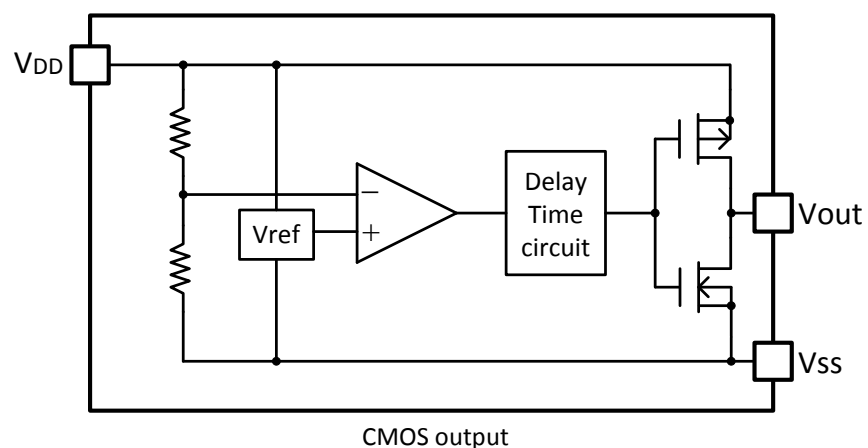 VDD
−
Vref
+
Delay
Time
circuit
Vout
Vss
CMOS output